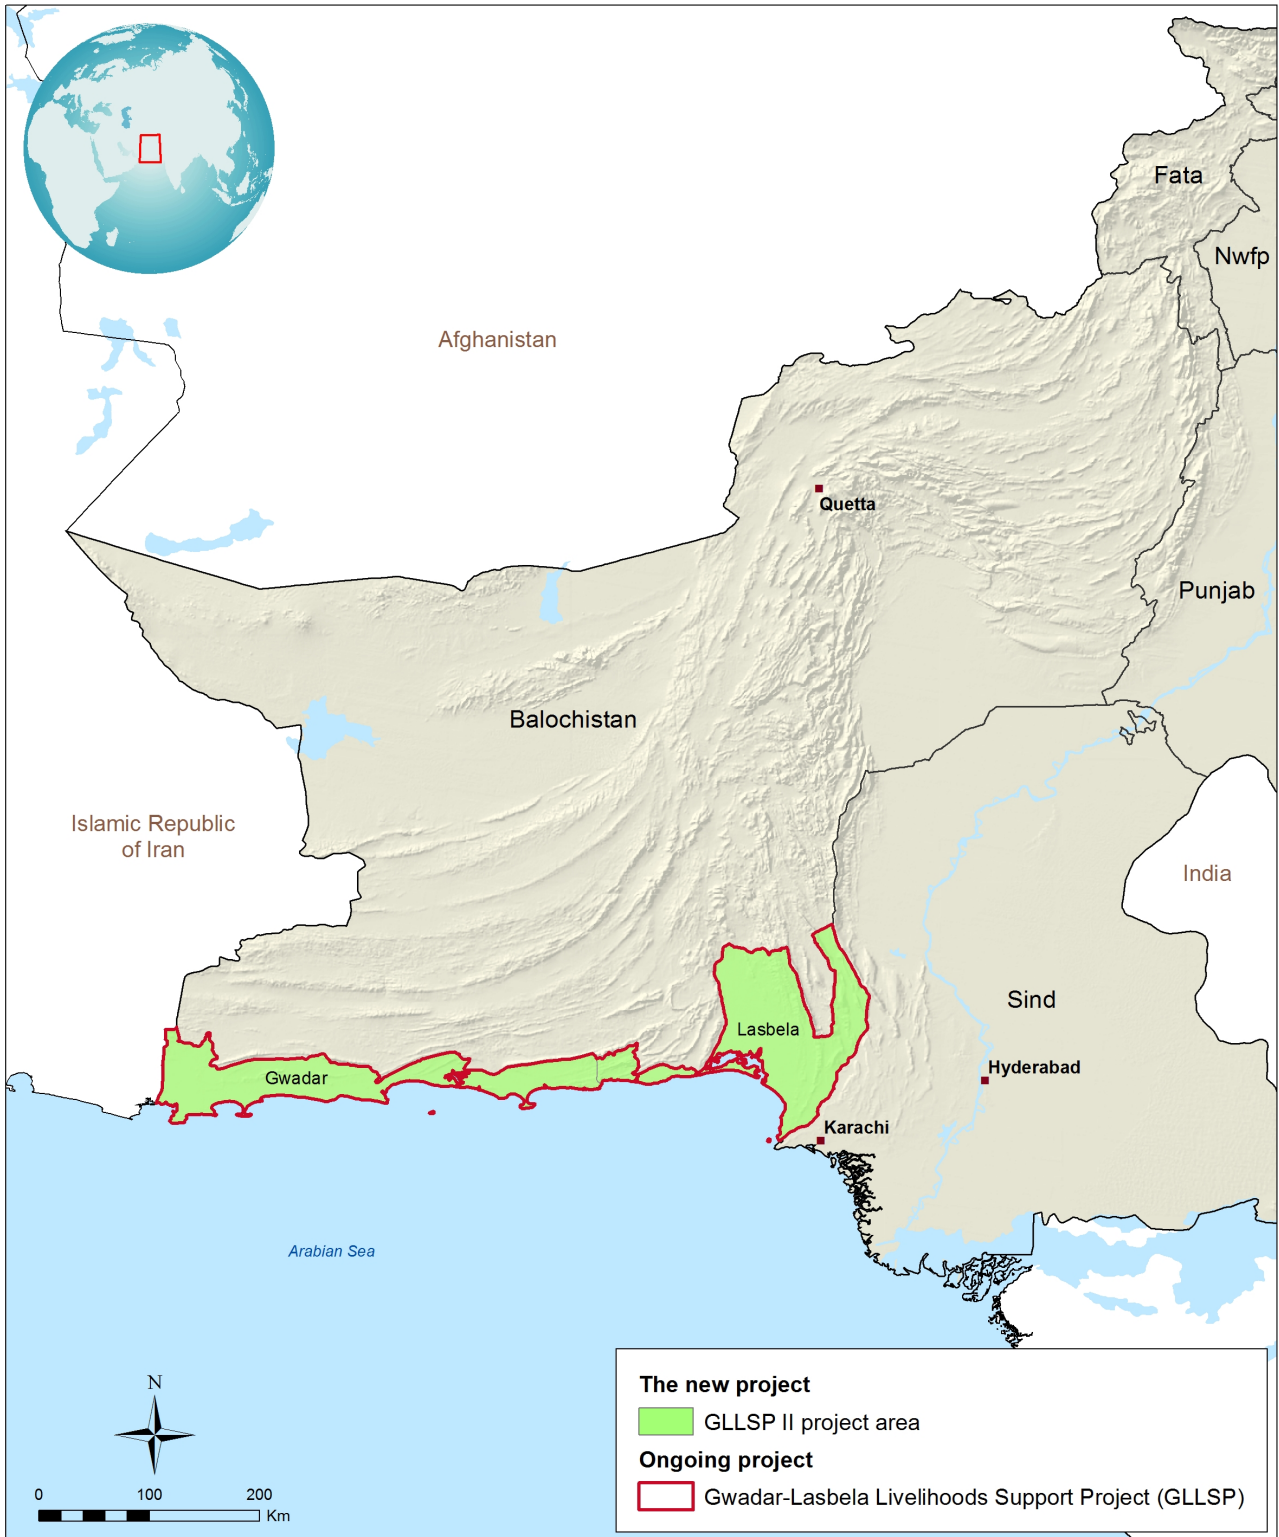 Fata
Nwfp
Afghanistan
Quetta
Punjab
Balochistan
Islamic Republic
of Iran
India
Sind
Lasbela
Gwadar
Hyderabad
Karachi
Arabian Sea
N
0 100 200
Km
The new project
GLLSP II project area
Ongoing project
Gwadar-Lasbela Livelihoods Support Project (GLLSP)